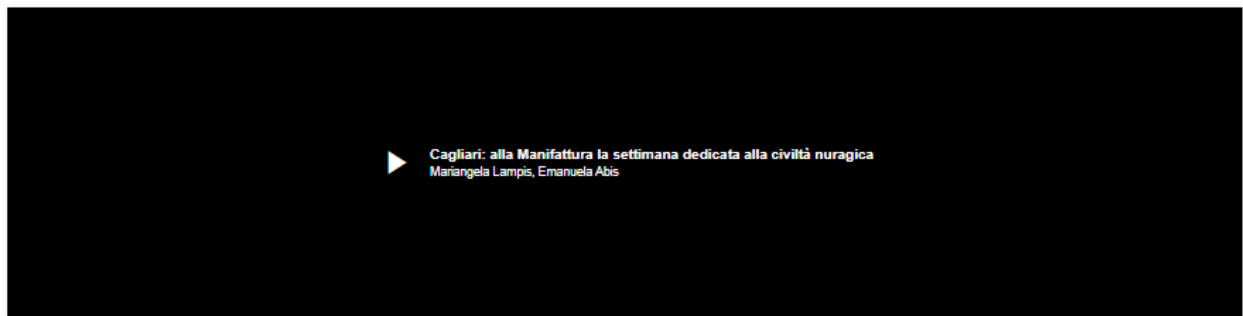 Cagliari: alla Manifattura la settimana dedicata alla civiltà nuragica
Mariangela Lampis, Emanuela Abis